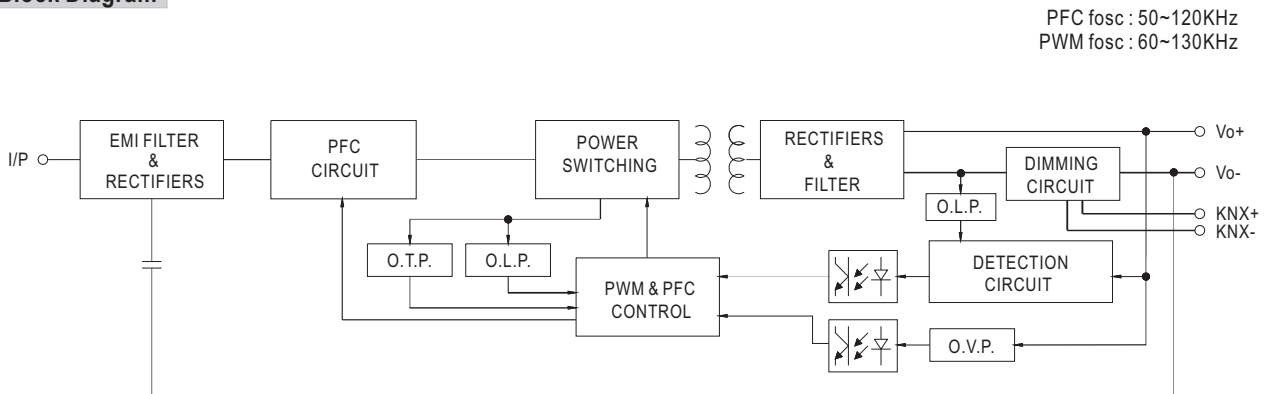 Block Diagram
PFC fosc : 50~120KHz
PWM fosc : 60~130KHz
I/P
EMI FILTER
&
RECTIFIERS
PFC
CIRCUIT
POWER
SWITCHING
RECTIFIERS
&
FILTER
DIMMING
CIRCUIT
Vo+
Vo-
KNX+
KNX-
O.L.P.
O.T.P.
O.L.P.
PWM & PFC
CONTROL
DETECTION
CIRCUIT
O.V.P.